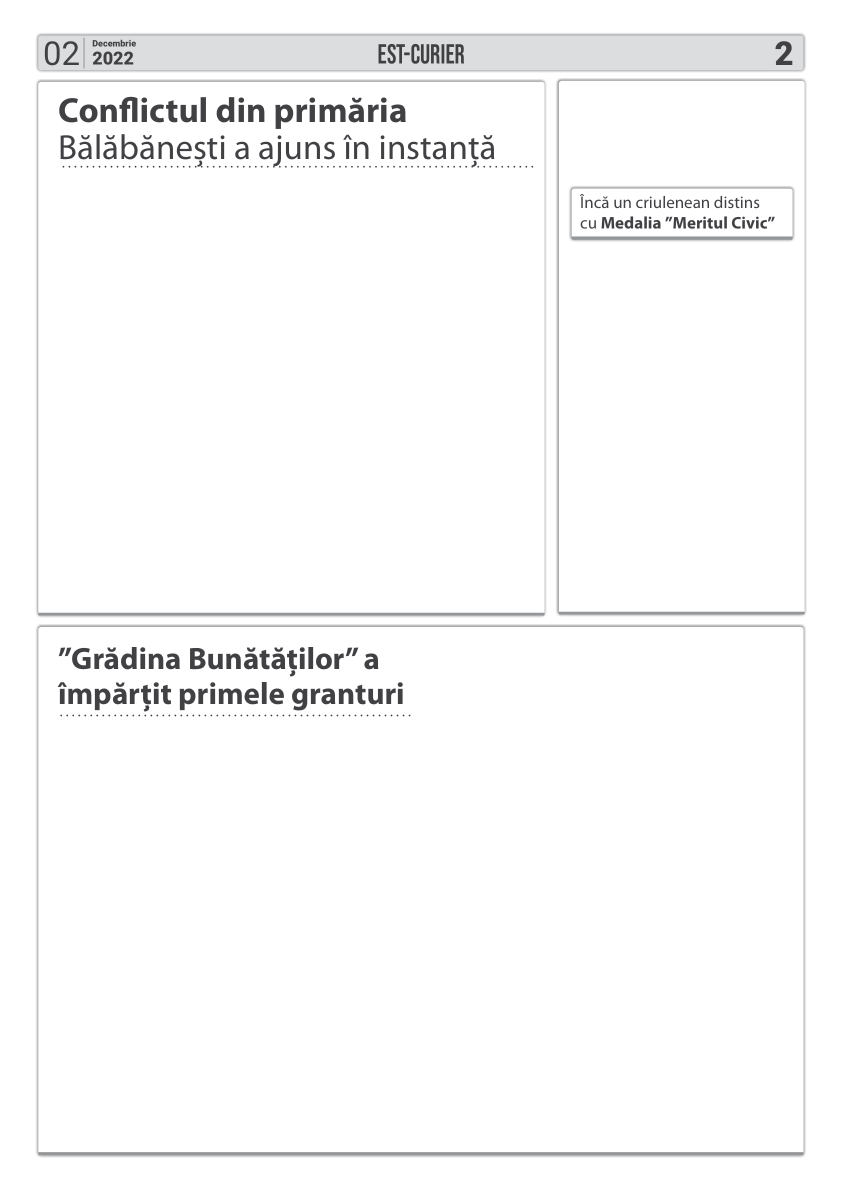 02
Decembrie
2022
EST-CURIER
2
Conflictul din primăria
Bălăbănești a ajuns în instanță
Încă un criulenean distins
cu Medalia ”Meritul Civic”
”Grădina Bunătăților” a
împărțit primele granturi